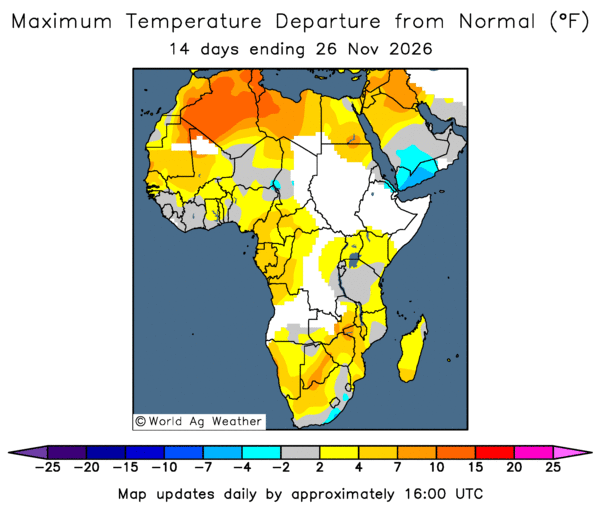 Maximum Temperature Departure from Normal (°F)
14 days ending 26 Nov 2026
© World Ag Weather
-25 -20 -15 -10 -7 -4 -2 2 4 7 10 15 20 25
Map updates daily by approximately 16:00 UTC